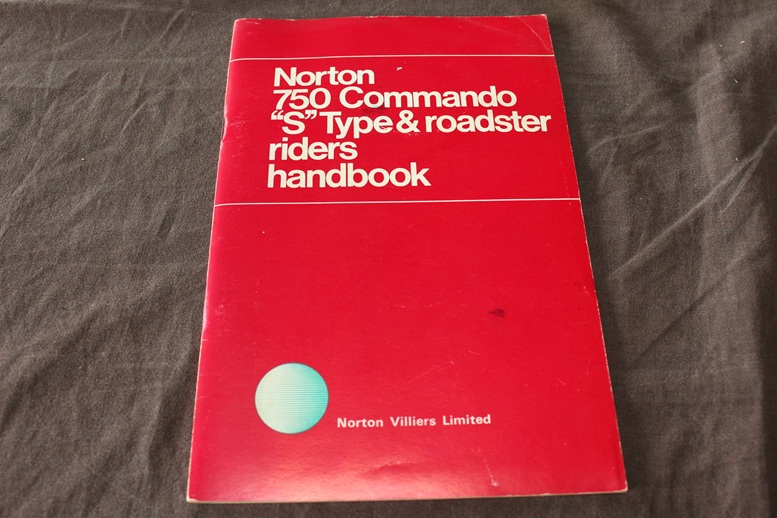 Norton
750 Commando
“S” Type & roadster
riders
handbook
Norton Villiers Limited